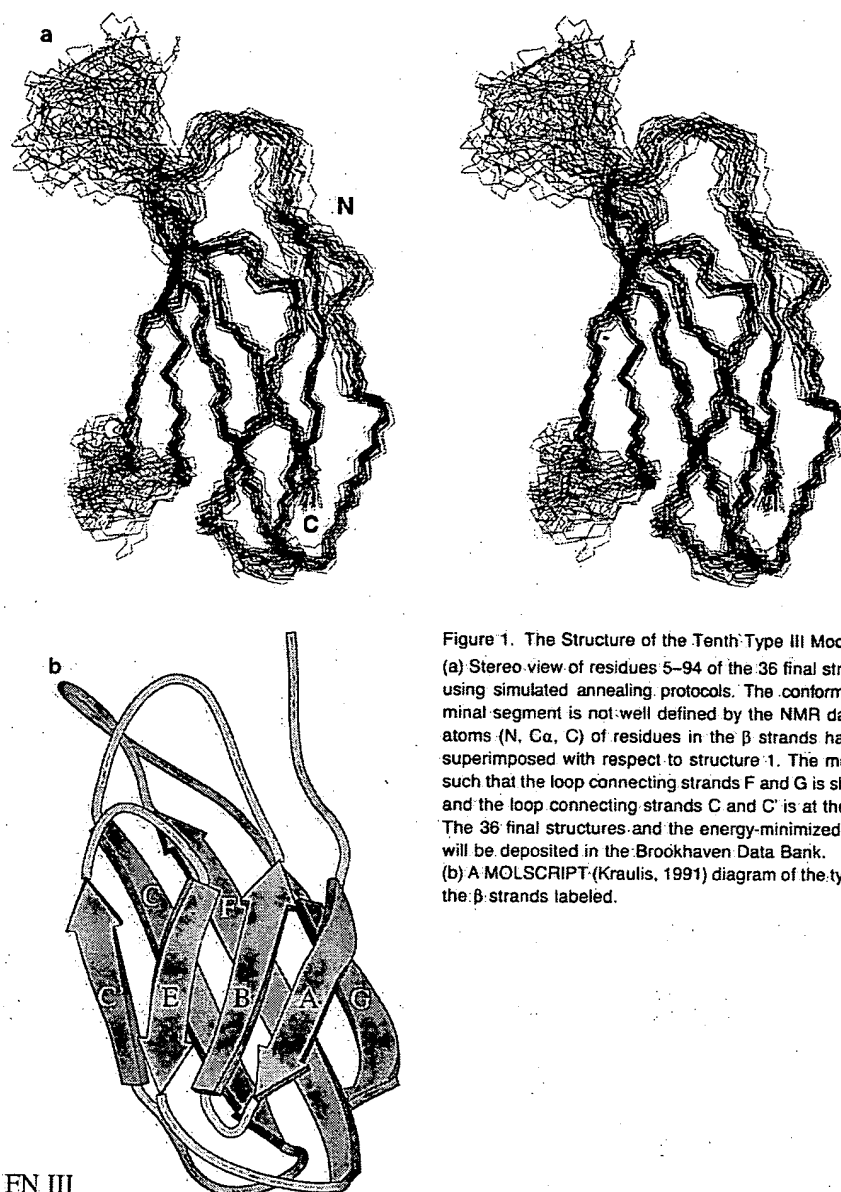 a
N
C
b
C'
E
C
F
B
A
G
FN III
Figure 1. The Structure of the Tenth Type III Mod
(a) Stereo view of residues 5–94 of the 36 final str
using simulated annealing protocols. The conform
minal segment is not well defined by the NMR da
atoms (N, Cα, C) of residues in the β strands ha
superimposed with respect to structure 1. The m
such that the loop connecting strands F and G is sl
and the loop connecting strands C and C' is at the
The 36 final structures and the energy-minimized
will be deposited in the Brookhaven Data Bank.
(b) A MOLSCRIPT (Kraulis, 1991) diagram of the ty
the β strands labeled.